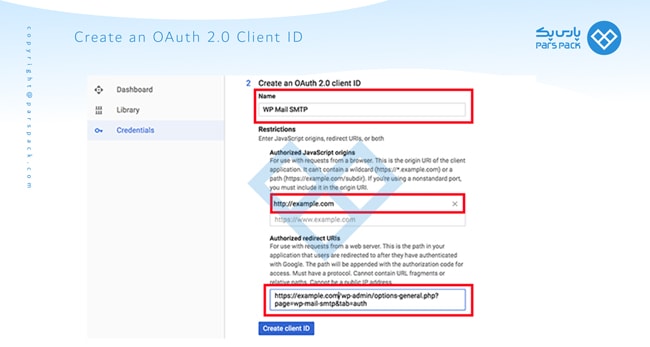 Create an OAuth 2.0 Client ID
پارس پک
PARS PACK
copyright@parspack.com
Dashboard
Library
Credentials
2 Create an OAuth 2.0 client ID
Name
WP Mail SMTP
Restrictions
Enter JavaScript origins, redirect URIs, or both
Authorized JavaScript origins
For use with requests from a browser. This is the origin URI of the client
application. It can't contain a wildcard (https://*.example.com) or a
path (https://example.com/subdir). If you're using a nonstandard port,
you must include it in the origin URI.
http://example.com
https://www.example.com
Authorized redirect URIs
For use with requests from a web server. This is the path in your
application that users are redirected to after they have authenticated
with Google. The path will be appended with the authorization code for
access. Must have a protocol. Cannot contain URL fragments or
relative paths. Cannot be a public IP address.
https://example.com/wp-admin/options-general.php?
page=wp-mail-smtp&tab=auth
Create client ID